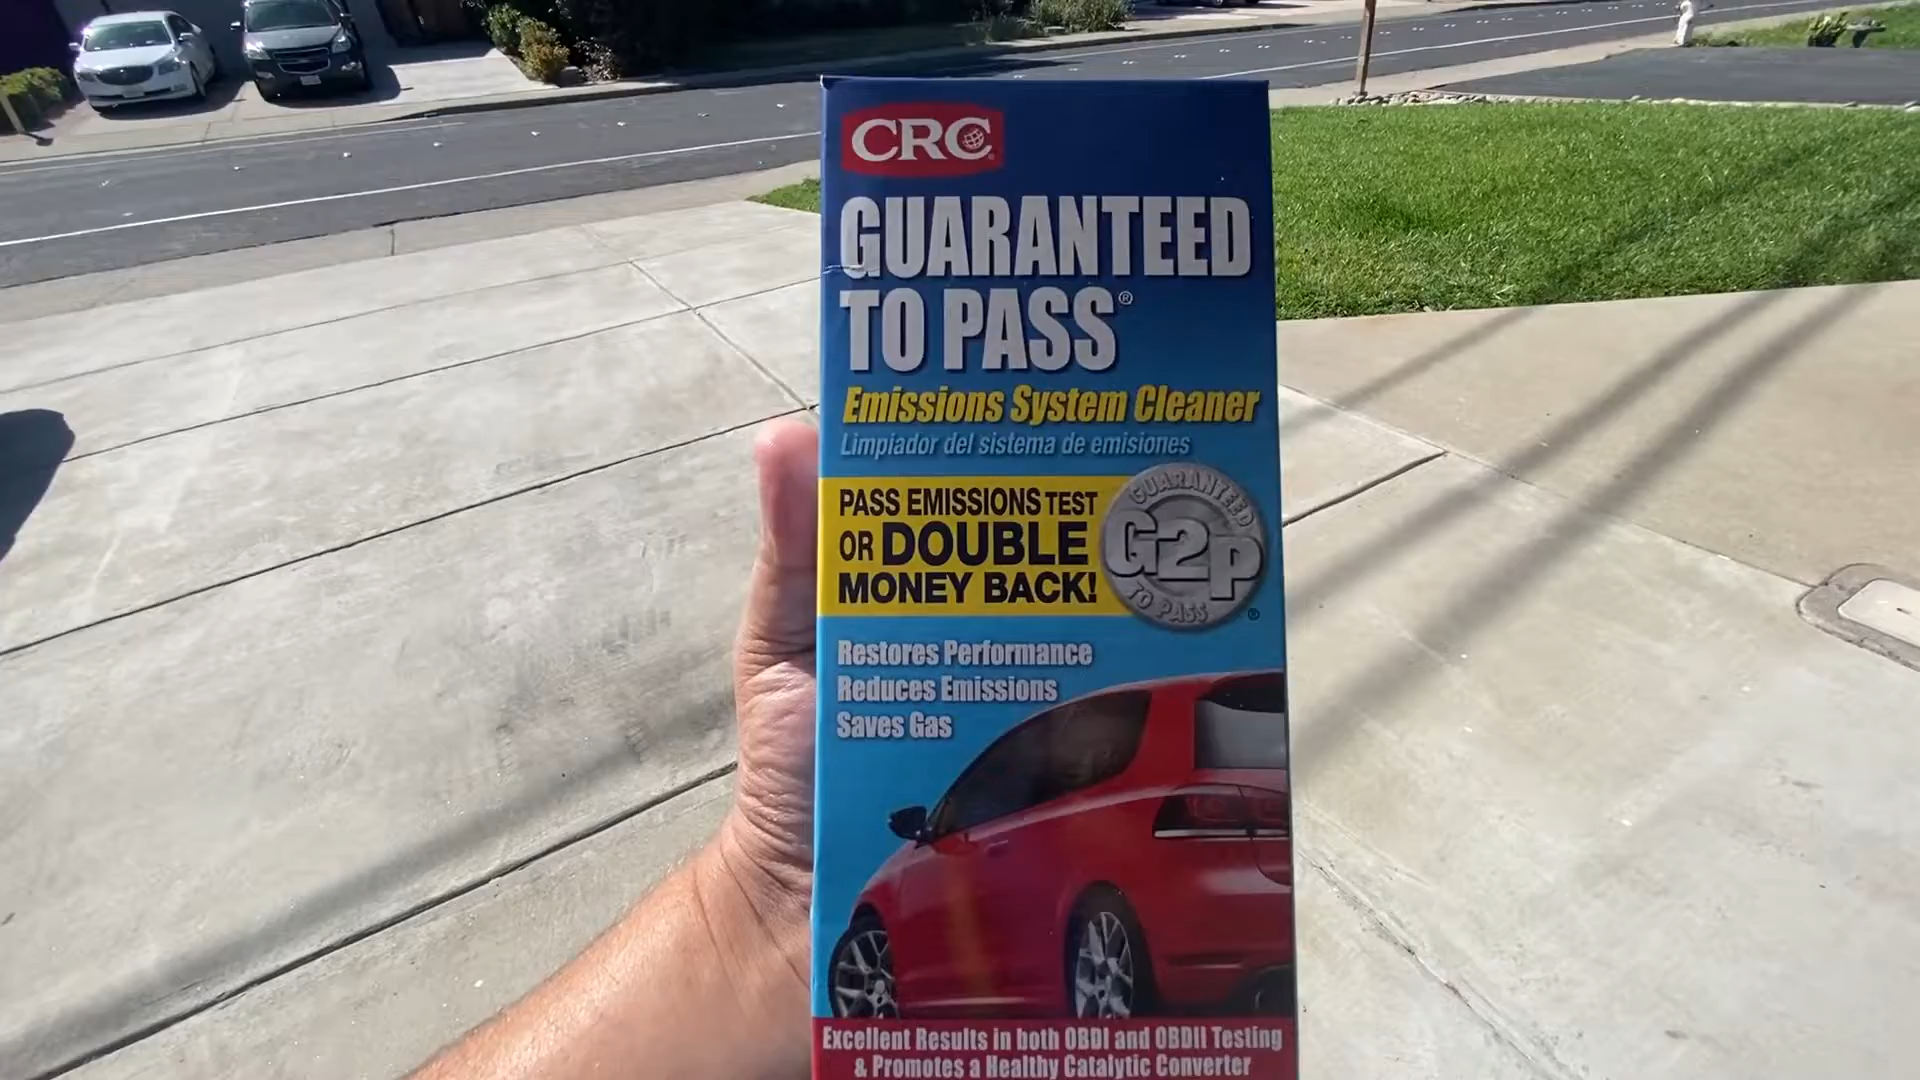 CRC
GUARANTEED
TO PASS®
Emissions System Cleaner
Limpiador del sistema de emisiones
PASS EMISSIONS TEST
OR DOUBLE
MONEY BACK!
GUARANTEED
G2P
TO PASS
®
Restores Performance
Reduces Emissions
Saves Gas
Excellent Results in both OBDI and OBDII Testing
& Promotes a Healthy Catalytic Converter